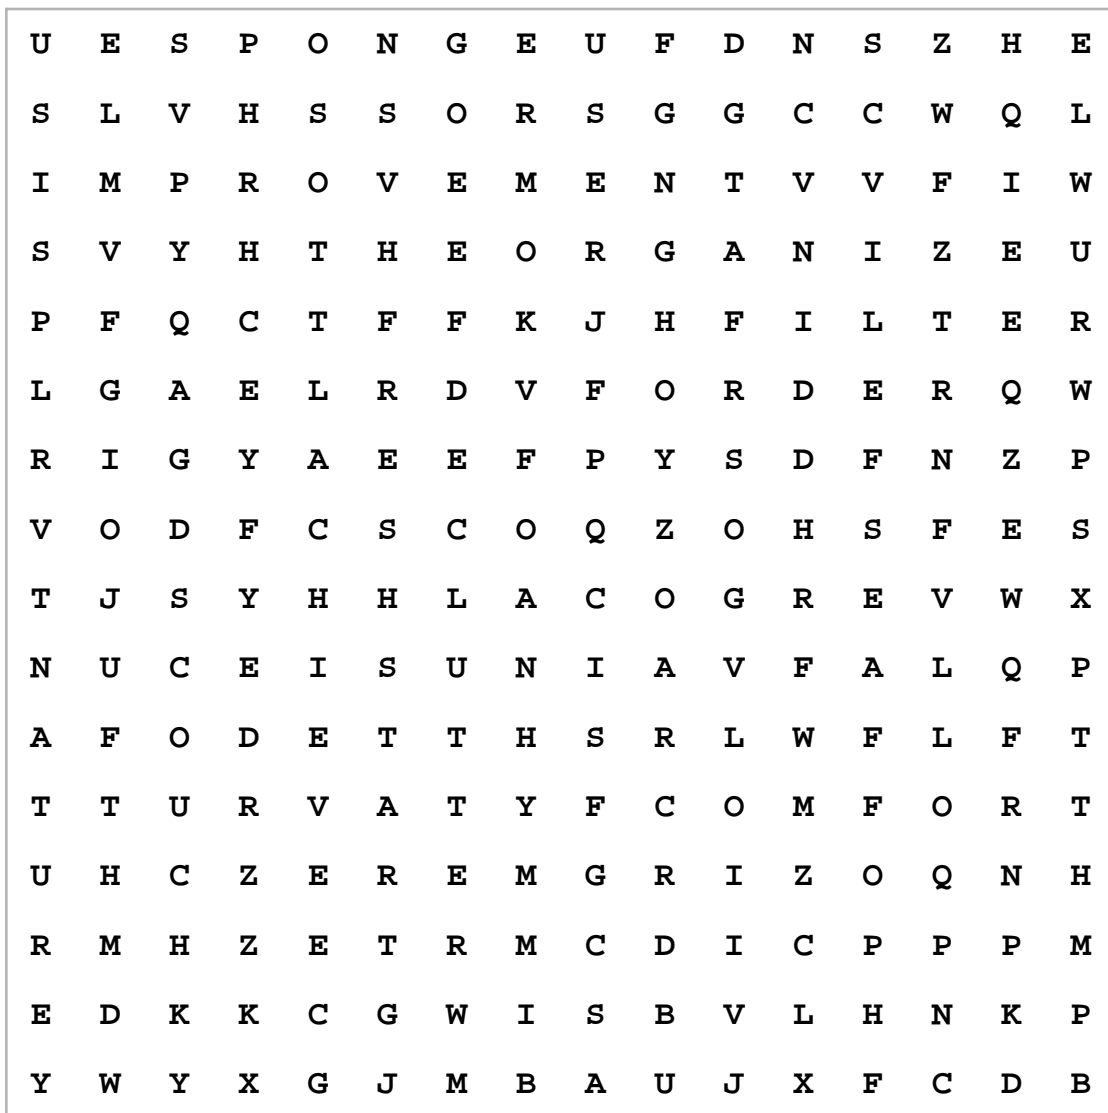 U E S P O N G E U F D N S Z H E
S L V H S S O R S G G C C W Q L
I M P R O V E M E N T V V F I W
S V Y H T H E O R G A N I Z E U
P F Q C T F F K J H F I L T E R
L G A E L R D V F O R D E R Q W
R I G Y A E E F P Y S D F N Z P
V O D F C S C O Q Z O H S F E S
T J S Y H H L A C O G R E V W X
N U C E I S U N I A V F A L Q P
A F O D E T T H S R L W F L F T
T T U R V A T Y F C O M F O R T
U H C Z E R E M G R I Z O Q N H
R M H Z E T R M C D I C P P P M
E D K K C G W I S B V L H N K P
Y W Y X G J M B A U J X F C D B